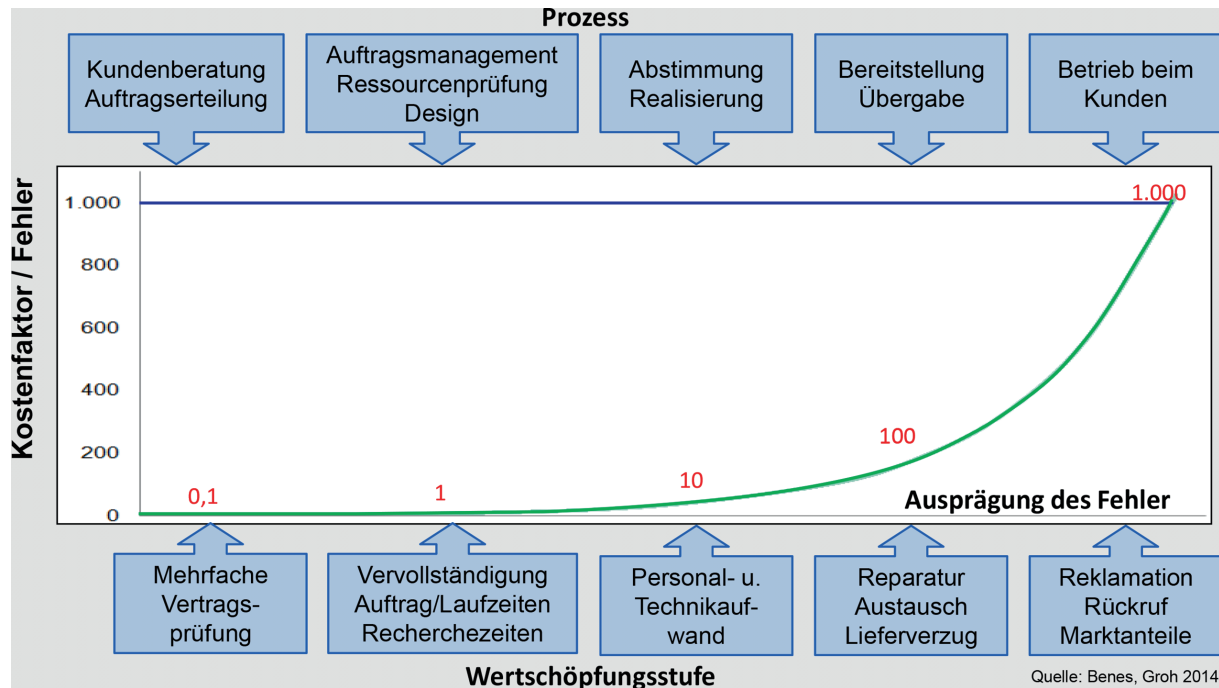 Prozess
Kundenberatung
Auftragserteilung
Auftragsmanagement
Ressourcenprüfung
Design
Abstimmung
Realisierung
Bereitstellung
Übergabe
Betrieb beim
Kunden
Kostenfaktor / Fehler
1.000
800
600
400
200
0
0,1
1
10
100
1.000
Ausprägung des Fehler
Mehrfache
Vertrags-
prüfung
Vervollständigung
Auftrag/Laufzeiten
Recherchezeiten
Personal- u.
Technikauf-
wand
Reparatur
Austausch
Lieferverzug
Reklamation
Rückruf
Marktanteile
Wertschöpfungsstufe
Quelle: Benes, Groh 2014